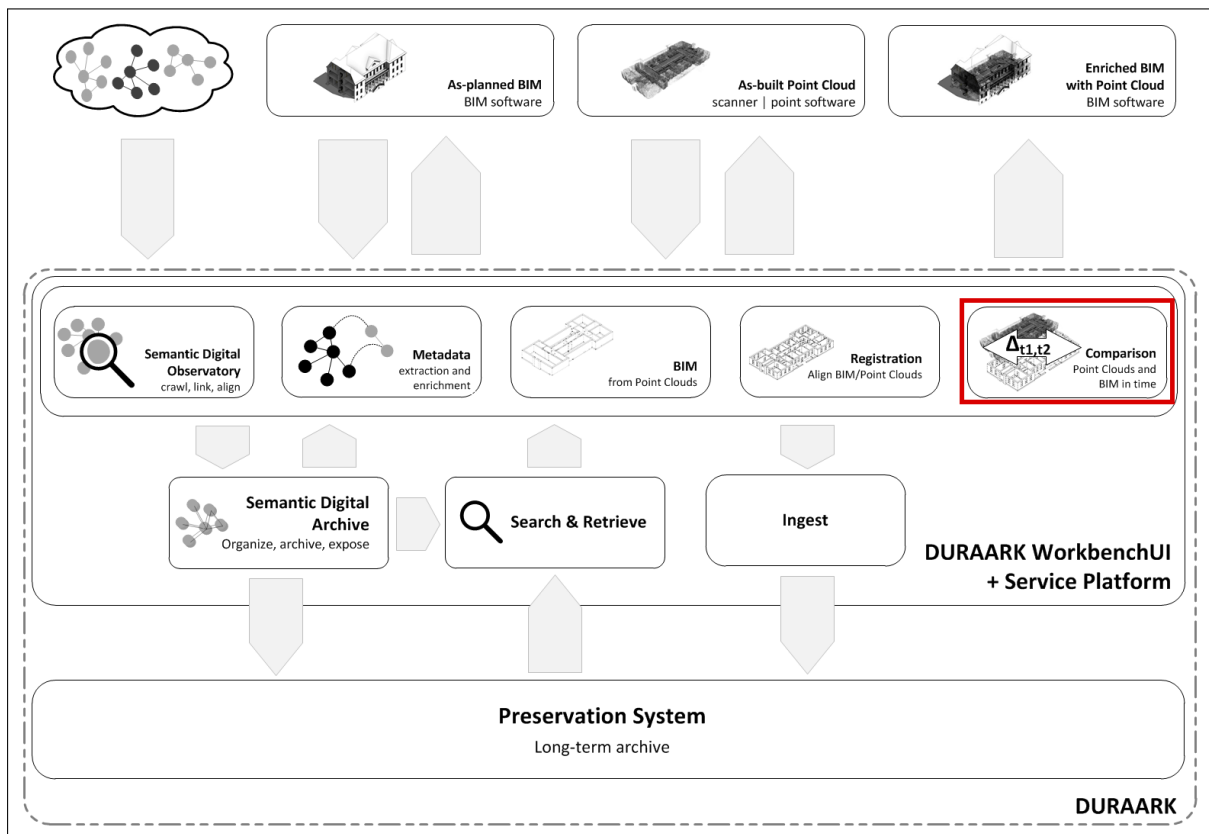 As-planned BIM
BIM software
As-built Point Cloud
scanner | point software
Enriched BIM
with Point Cloud
BIM software
Semantic Digital
Observatory
crawl, link, align
Metadata
extraction and
enrichment
BIM
from Point Clouds
Registration
Align BIM/Point Clouds
Δt1,t2
Comparison
Point Clouds and
BIM in time
Semantic Digital
Archive
Organize, archive, expose
Search & Retrieve
Ingest
DURAARK WorkbenchUI
+ Service Platform
Preservation System
Long-term archive
DURAARK